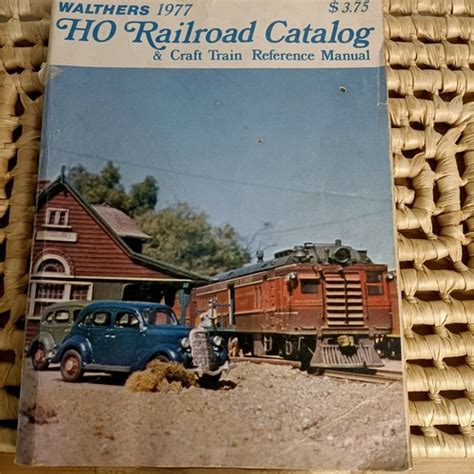 WALTHERS 1977 $3.75
HO Railroad Catalog
& Craft Train Reference Manual